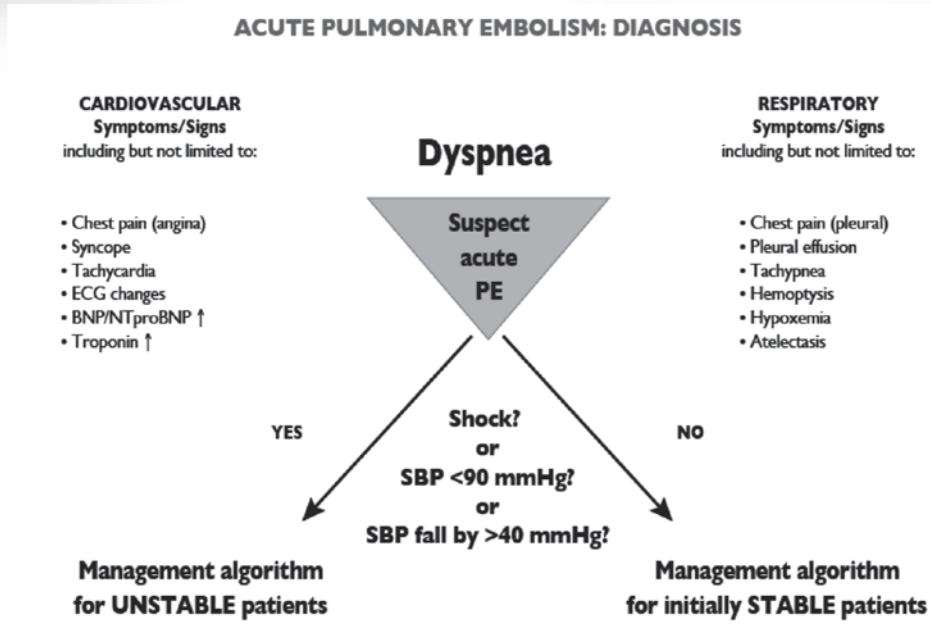 ACUTE PULMONARY EMBOLISM: DIAGNOSIS
CARDIOVASCULAR
Symptoms/Signs
including but not limited to:
• Chest pain (angina)
• Syncope
• Tachycardia
• ECG changes
• BNP/NTproBNP ↑
• Troponin ↑
Dyspnea
Suspect
acute
PE
RESPIRATORY
Symptoms/Signs
including but not limited to:
• Chest pain (pleural)
• Pleural effusion
• Tachypnea
• Hemoptysis
• Hypoxemia
• Atelectasis
YES
Shock?
or
SBP <90 mmHg?
or
SBP fall by >40 mmHg?
NO
Management algorithm
for UNSTABLE patients
Management algorithm
for initially STABLE patients